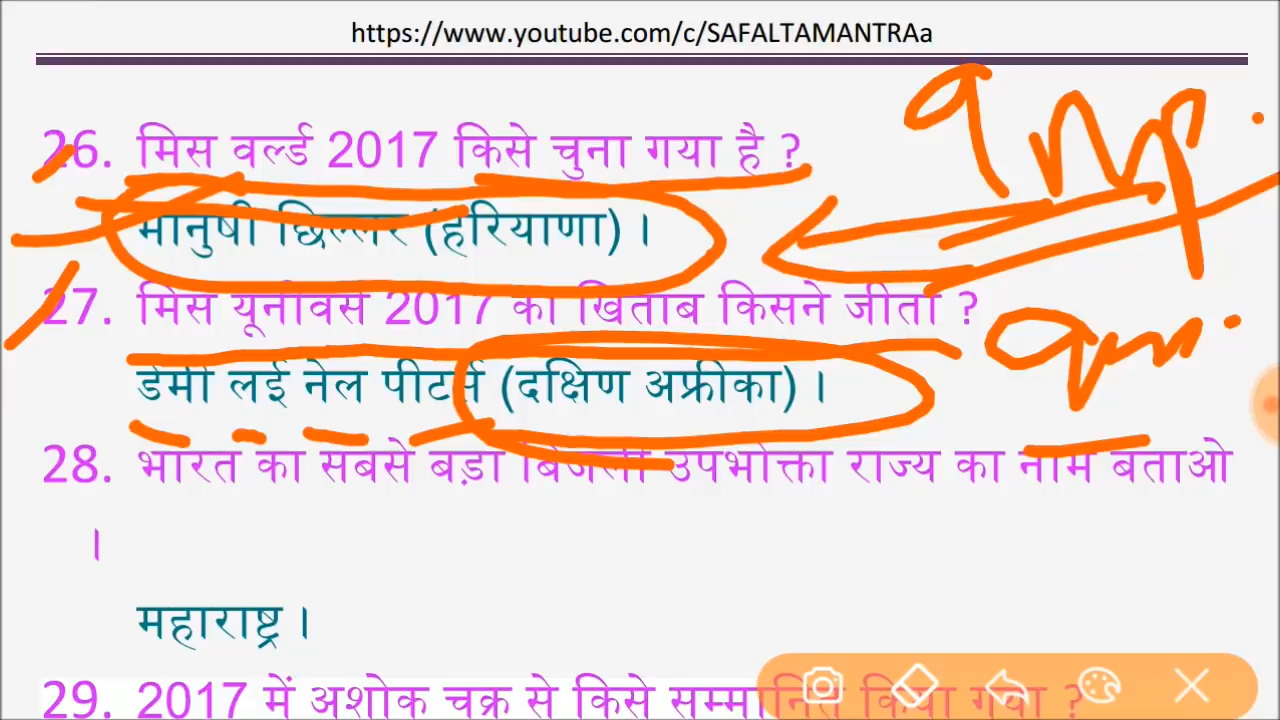 https://www.youtube.com/c/SAFALTAMANTRAa
26. मिस वर्ल्ड 2017 किसे चुना गया है ?
मानुषी छिल्लर (हरियाणा) ।
27. मिस यूनीवर्स 2017 का खिताब किसने जीता ?
डेमी लई नेल पीटर्स (दक्षिण अफ्रीका) ।
28. भारत का सबसे बड़ा बिजली उपभोक्ता राज्य का नाम बताओ
।
महाराष्ट्र ।
29. 2017 में अशोक चक्र से किसे सम्मानित किया गया ?